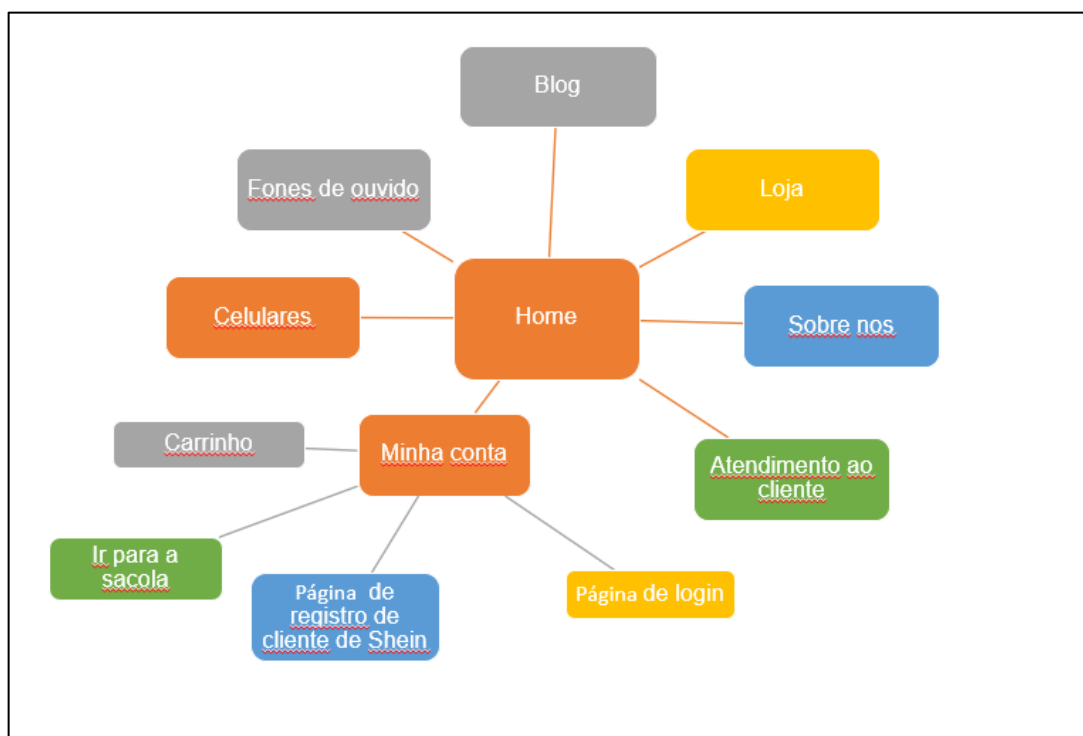 Blog
Fones de ouvido
Loja
Celulares
Home
Sobre nos
Carrinho
Minha conta
Atendimento ao
cliente
Ir para a
sacola
Página  de
registro de
cliente de Shein
Página de login